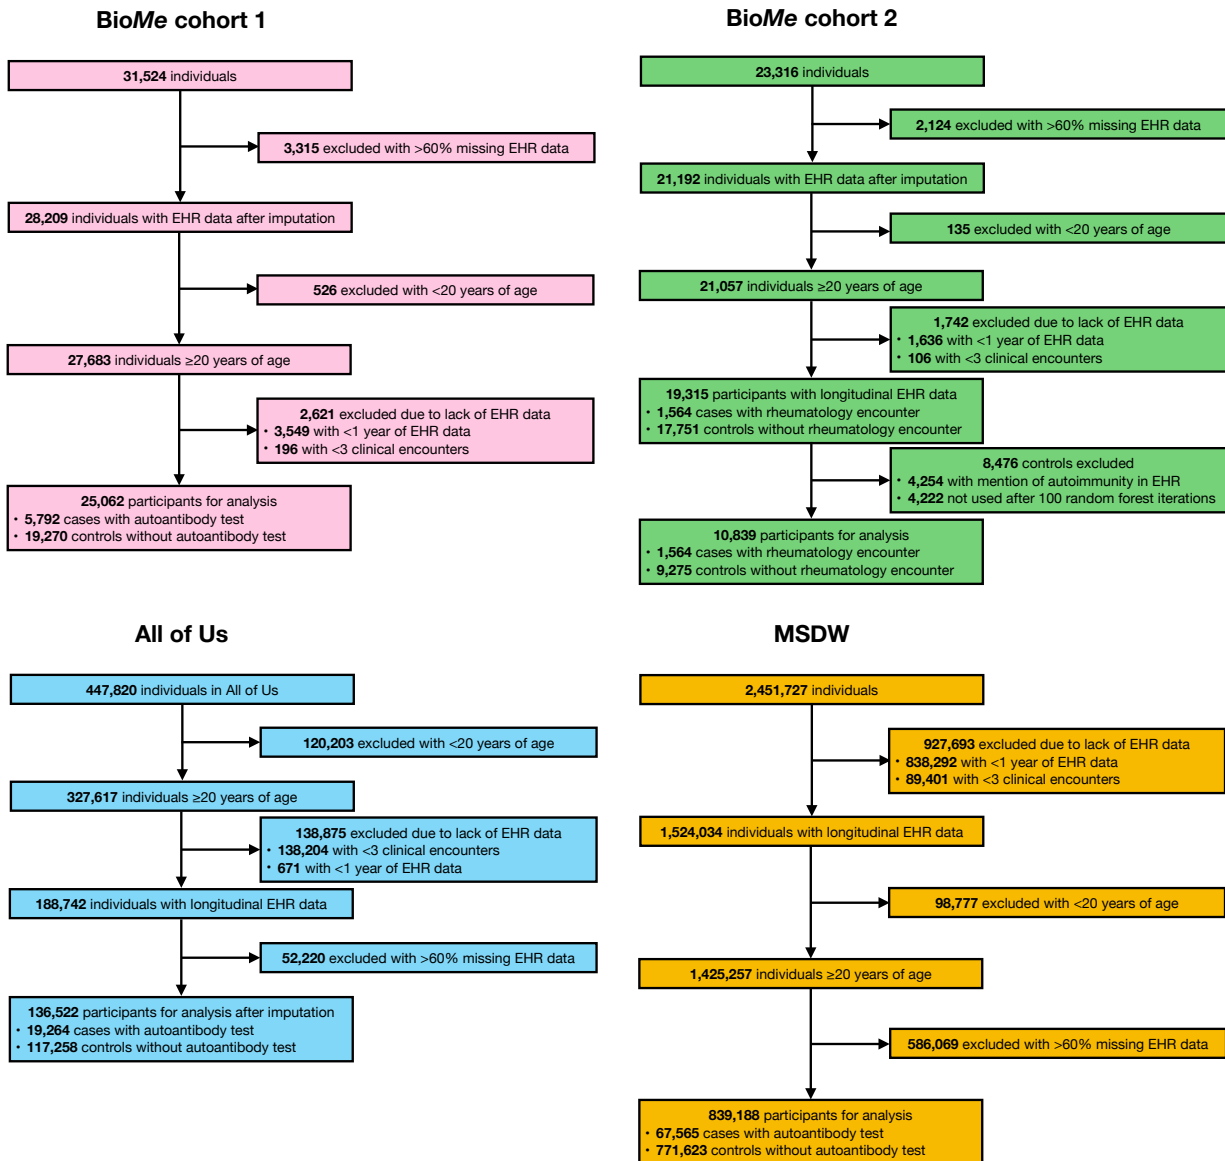 BioMe cohort 1
31,524 individuals
3,315 excluded with >60% missing EHR data
28,209 individuals with EHR data after imputation
526 excluded with <20 years of age
27,683 individuals ≥20 years of age
2,621 excluded due to lack of EHR data
• 3,549 with <1 year of EHR data
• 196 with <3 clinical encounters
25,062 participants for analysis
• 5,792 cases with autoantibody test
• 19,270 controls without autoantibody test
BioMe cohort 2
23,316 individuals
2,124 excluded with >60% missing EHR data
21,192 individuals with EHR data after imputation
135 excluded with <20 years of age
21,057 individuals ≥20 years of age
1,742 excluded due to lack of EHR data
• 1,636 with <1 year of EHR data
• 106 with <3 clinical encounters
19,315 participants with longitudinal EHR data
• 1,564 cases with rheumatology encounter
• 17,751 controls without rheumatology encounter
8,476 controls excluded
• 4,254 with mention of autoimmunity in EHR
• 4,222 not used after 100 random forest iterations
10,839 participants for analysis
• 1,564 cases with rheumatology encounter
• 9,275 controls without rheumatology encounter
All of Us
447,820 individuals in All of Us
120,203 excluded with <20 years of age
327,617 individuals ≥20 years of age
138,875 excluded due to lack of EHR data
• 138,204 with <3 clinical encounters
• 671 with <1 year of EHR data
188,742 individuals with longitudinal EHR data
52,220 excluded with >60% missing EHR data
136,522 participants for analysis after imputation
• 19,264 cases with autoantibody test
• 117,258 controls without autoantibody test
MSDW
2,451,727 individuals
927,693 excluded due to lack of EHR data
• 838,292 with <1 year of EHR data
• 89,401 with <3 clinical encounters
1,524,034 individuals with longitudinal EHR data
98,777 excluded with <20 years of age
1,425,257 individuals ≥20 years of age
586,069 excluded with >60% missing EHR data
839,188 participants for analysis
• 67,565 cases with autoantibody test
• 771,623 controls without autoantibody test